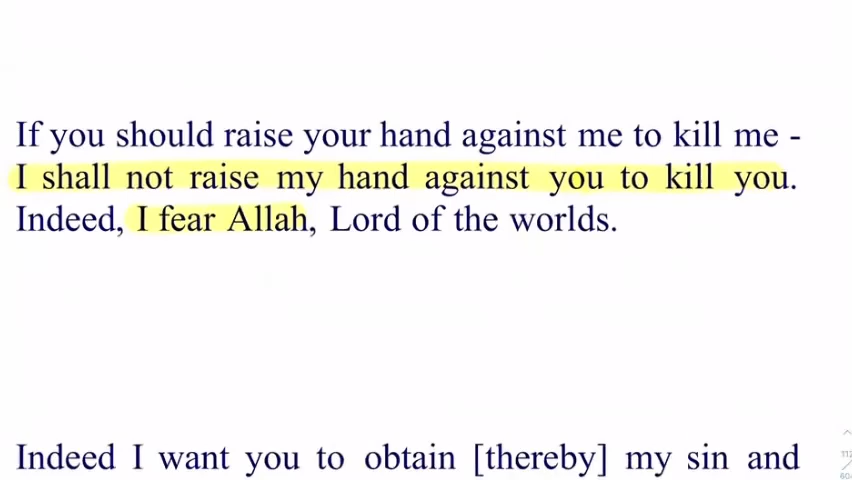 If you should raise your hand against me to kill me -
I shall not raise my hand against you to kill you.
Indeed, I fear Allah, Lord of the worlds.
Indeed I want you to obtain [thereby] my sin and